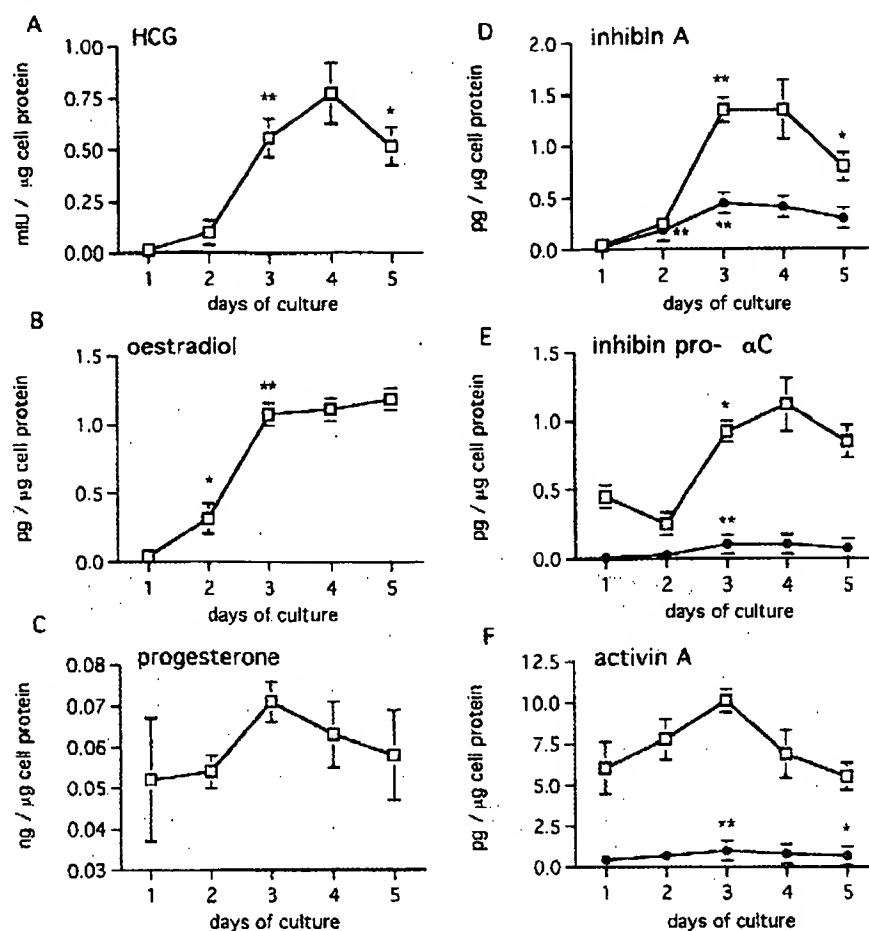 A
HCG
1.00
0.75
0.50
0.25
0.00
mIU / µg cell protein
**
*
1 2 3 4 5
days of culture
B
oestradiol
1.5
1.0
0.5
0.0
pg / µg cell protein
*
**
1 2 3 4 5
days of culture
C
progesterone
0.08
0.07
0.06
0.05
0.04
0.03
ng / µg cell protein
1 2 3 4 5
days of culture
D
inhibin A
2.0
1.5
1.0
0.5
0.0
pg / µg cell protein
**
*
**
**
1 2 3 4 5
days of culture
E
inhibin pro- αC
1.5
1.0
0.5
0.0
pg / µg cell protein
*
**
1 2 3 4 5
days of culture
F
activin A
12.5
10.0
7.5
5.0
2.5
0.0
pg / µg cell protein
**
*
1 2 3 4 5
days of culture